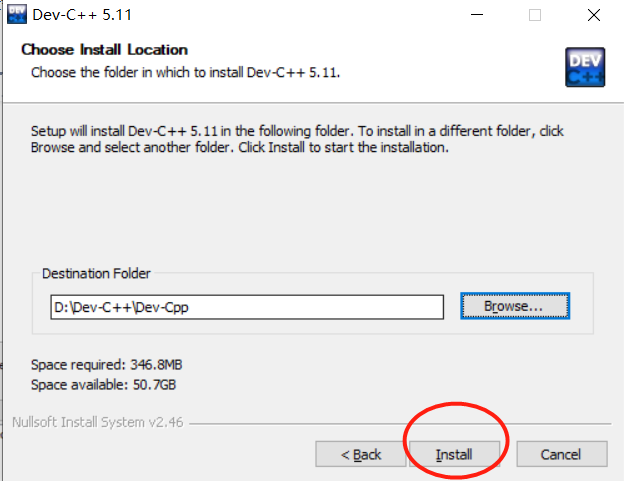 Dev-C++ 5.11
Choose Install Location
Choose the folder in which to install Dev-C++ 5.11.
DEV
C++
Setup will install Dev-C++ 5.11 in the following folder. To install in a different folder, click
Browse and select another folder. Click Install to start the installation.
Destination Folder
D:\Dev-C++\Dev-Cpp
Browse...
Space required: 346.8MB
Space available: 50.7GB
Nullsoft Install System v2.46
< Back
Install
Cancel